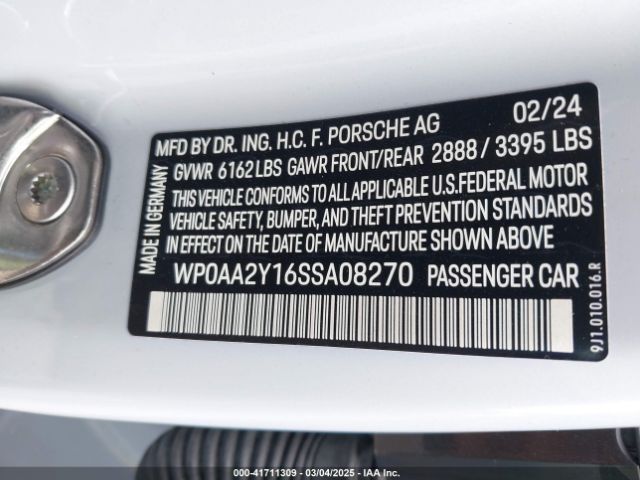 MFD BY DR. ING. H.C. F. PORSCHE AG 02/24
GVWR 6162 LBS GAWR FRONT/REAR 2888 / 3395 LBS
THIS VEHICLE CONFORMS TO ALL APPLICABLE U.S. FEDERAL MOTOR
VEHICLE SAFETY, BUMPER, AND THEFT PREVENTION STANDARDS
IN EFFECT ON THE DATE OF MANUFACTURE SHOWN ABOVE
WP0AA2Y16SSA08270 PASSENGER CAR
MADE IN GERMANY
9J1.010.016.R
000-41711309 | 03/04/2025 - IAA Inc.